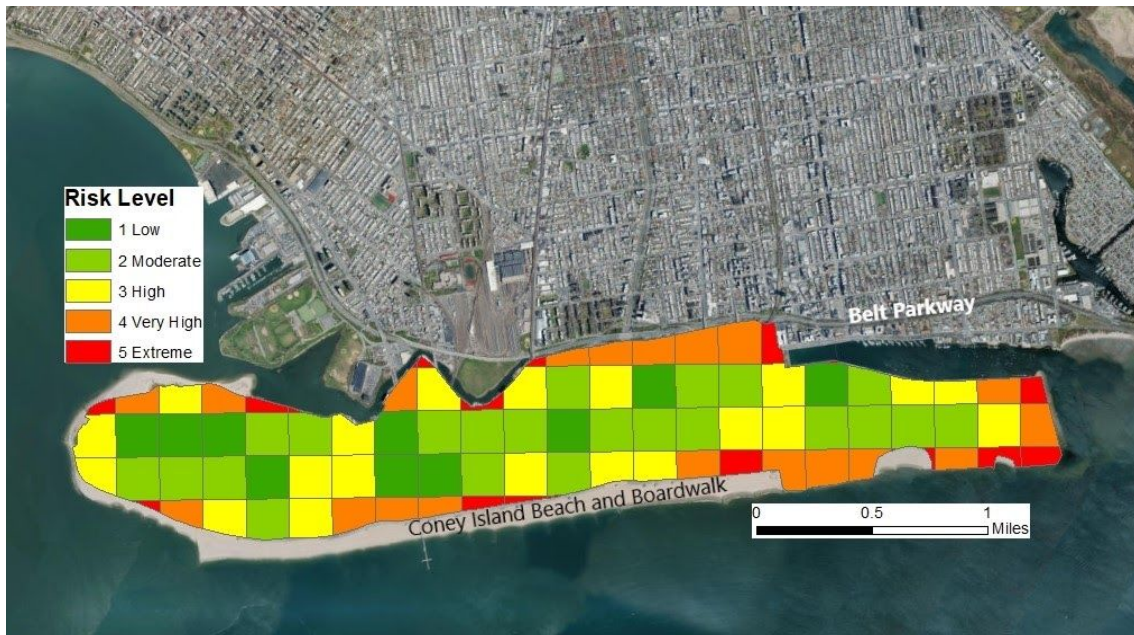 Risk Level
1 Low
2 Moderate
3 High
4 Very High
5 Extreme
Belt Parkway
Coney Island Beach and Boardwalk
0 0.5 1
Miles